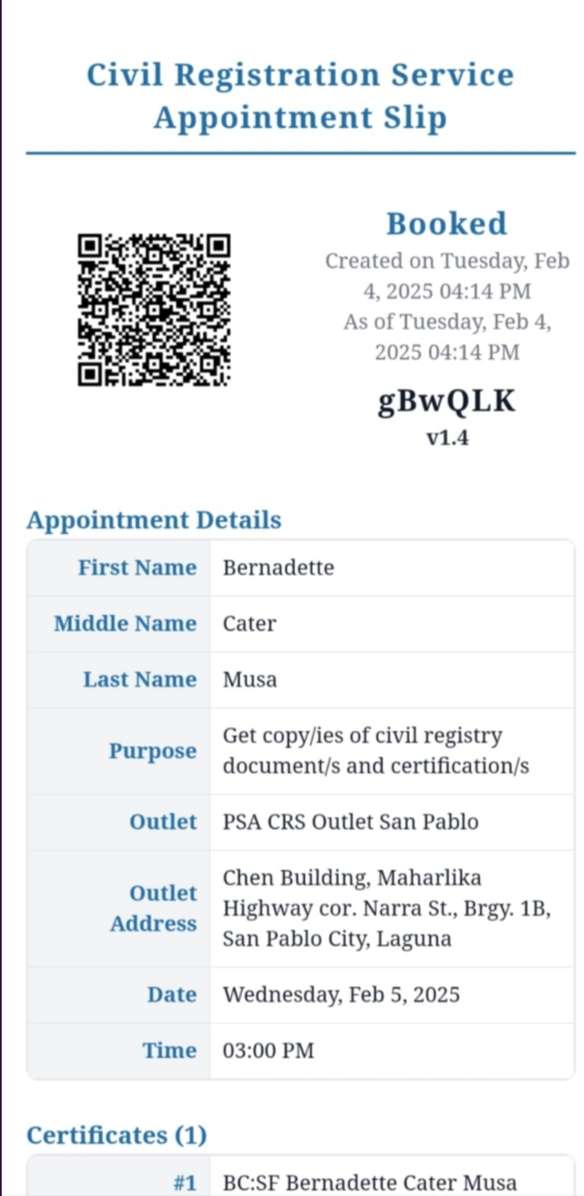 Civil Registration Service
Appointment Slip
Booked
Created on Tuesday, Feb
4, 2025 04:14 PM
As of Tuesday, Feb 4,
2025 04:14 PM
gBwQLK
v1.4
Appointment Details
First Name Bernadette
Middle Name Cater
Last Name Musa
Purpose Get copy/ies of civil registry
document/s and certification/s
Outlet PSA CRS Outlet San Pablo
Outlet
Address Chen Building, Maharlika
Highway cor. Narra St., Brgy. 1B,
San Pablo City, Laguna
Date Wednesday, Feb 5, 2025
Time 03:00 PM
Certificates (1)
#1 BC:SF Bernadette Cater Musa